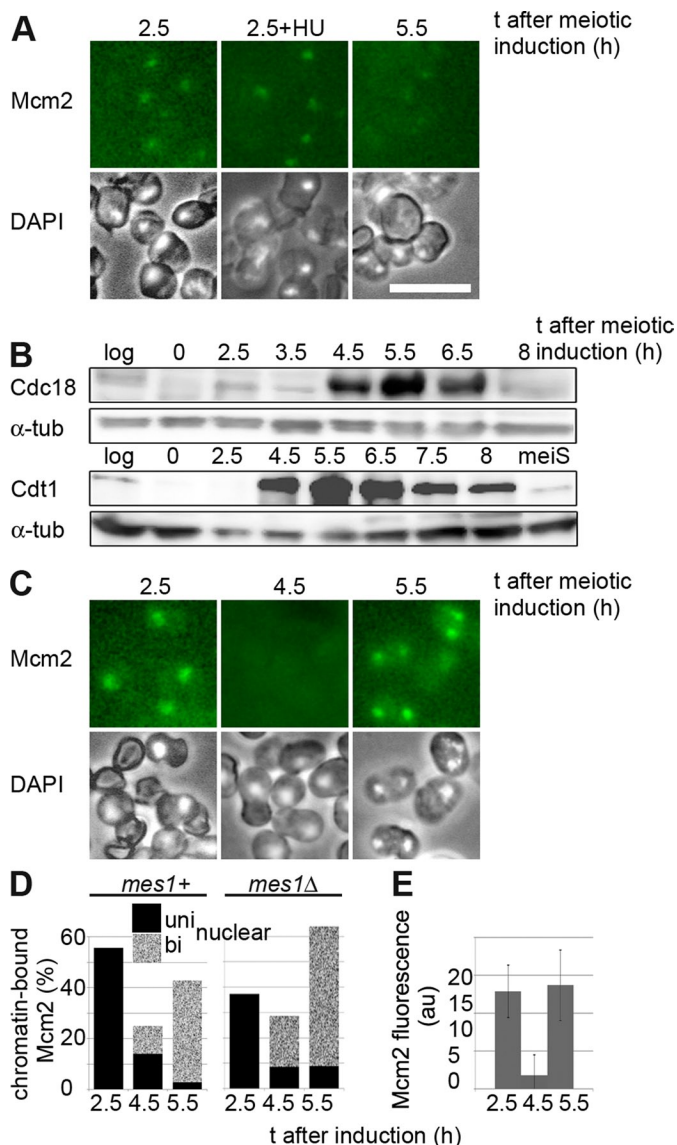 A
2.5 2.5+HU 5.5 t after meiotic
induction (h)
Mcm2
DAPI
B
t after meiotic
log 0 2.5 3.5 4.5 5.5 6.5 8 induction (h)
Cdc18
α-tub
log 0 2.5 4.5 5.5 6.5 7.5 8 meiS
Cdt1
α-tub
C
2.5 4.5 5.5 t after meiotic
induction (h)
Mcm2
DAPI
D
mes1+ mes1Δ
uni
bi
nuclear
chromatin-bound
Mcm2 (%)
60
40
20
0
2.5 4.5 5.5 2.5 4.5 5.5
t after induction (h)
E
Mcm2 fluorescence
(au)
20
15
10
5
0
2.5 4.5 5.5